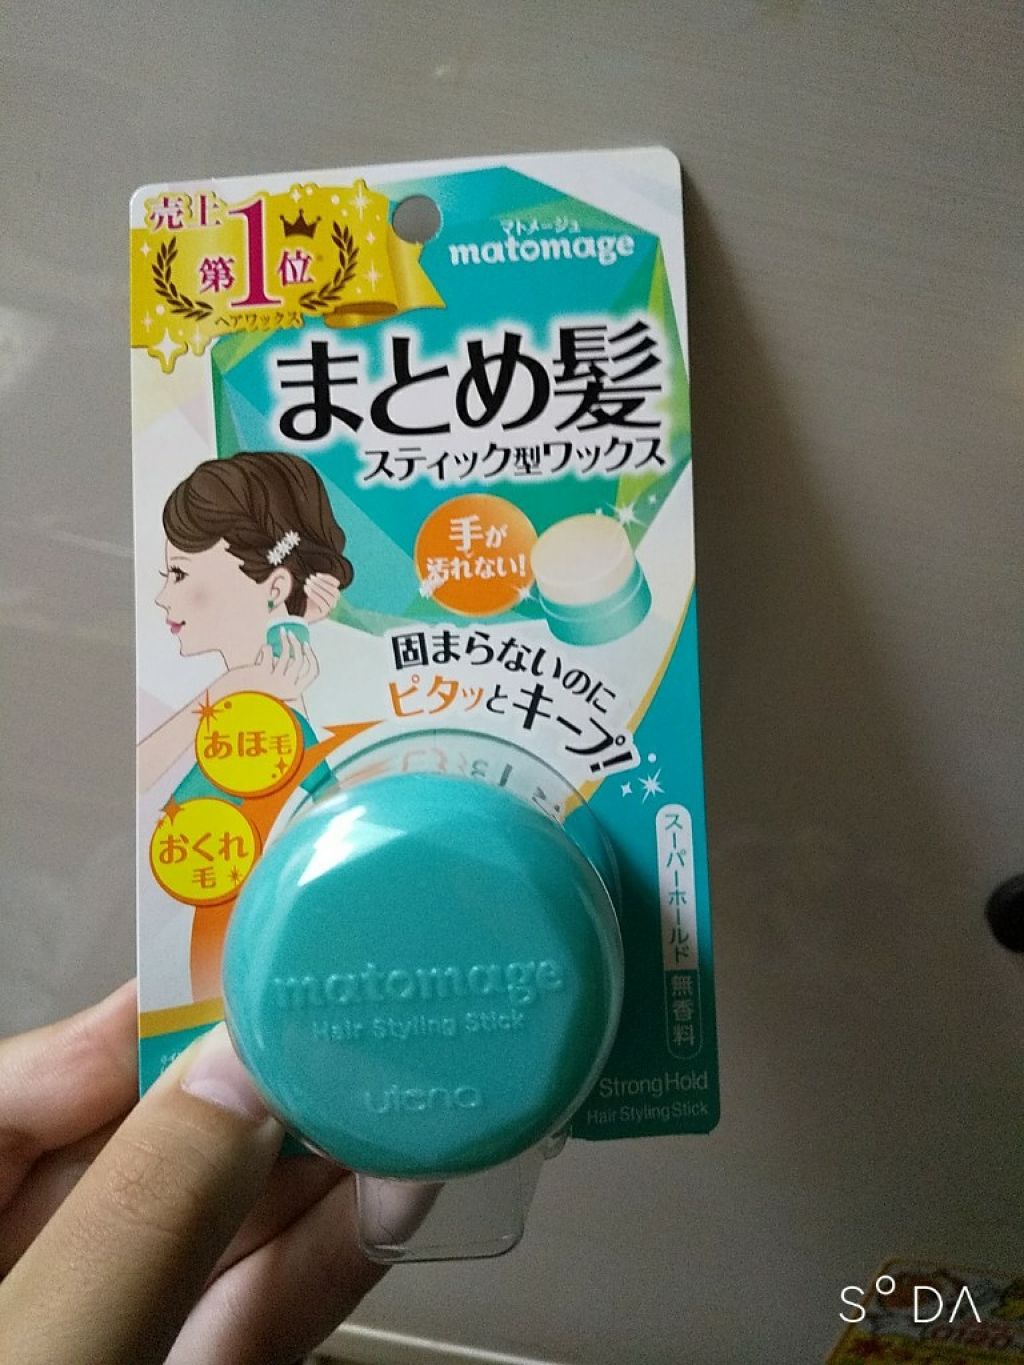 売上
第1位
ヘアワックス
マトメージュ
matomage
まとめ髪
スティック型ワックス
手が
汚れない!
固まらないのに
ピタッとキープ!
あほ毛
おくれ
毛
スーパーホールド
無香料
matomage
Hair Styling Stick
utena
Strong Hold
Hair Styling Stick
S°DΛ